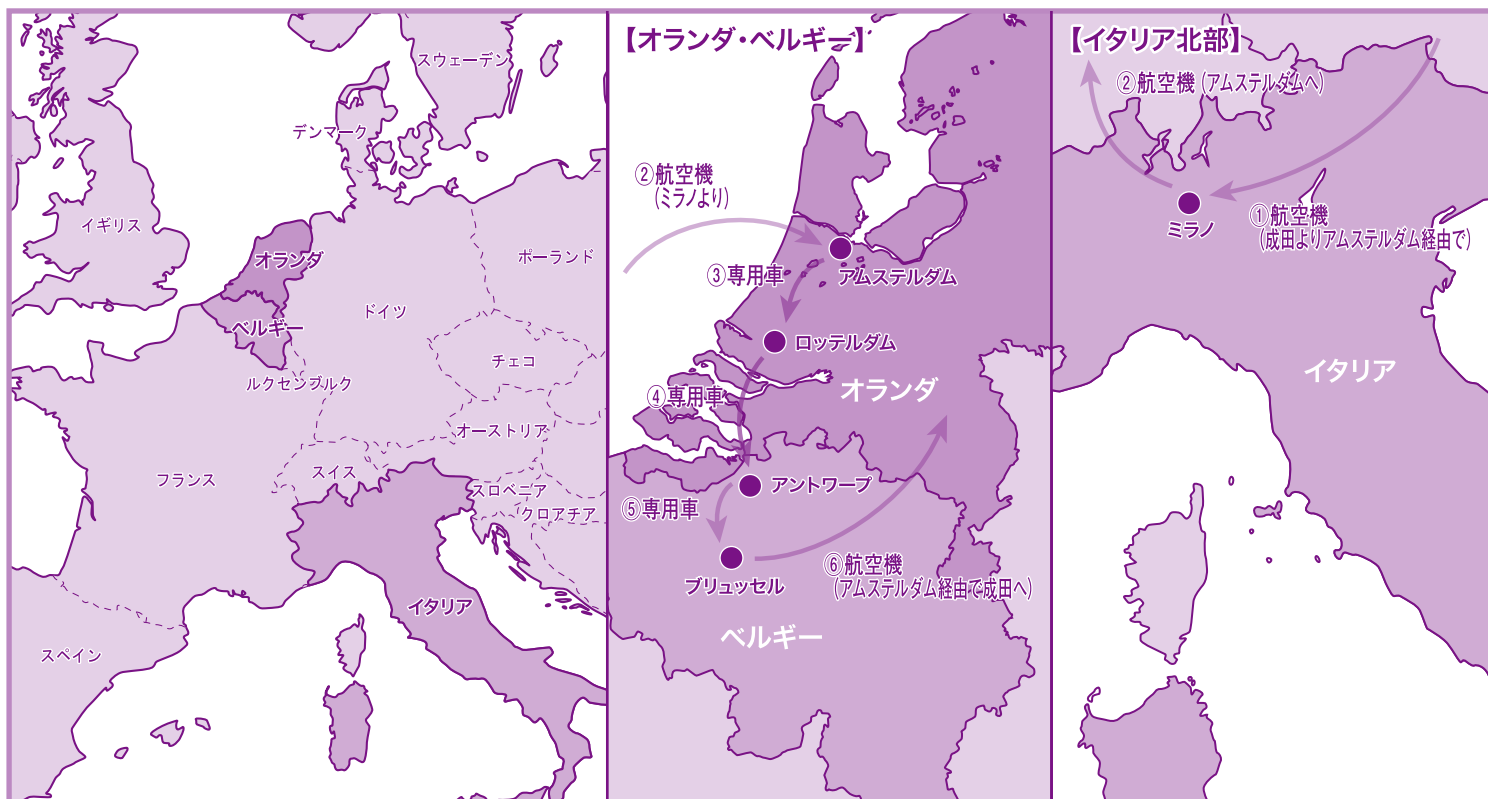 スウェーデン
デンマーク
イギリス
オランダ
ポーランド
ベルギー
ドイツ
チェコ
ルクセンブルク
オーストリア
スイス
フランス
スロベニア
クロアチア
イタリア
スペイン
【オランダ・ベルギー】
②航空機
(ミラノより)
アムステルダム
③専用車
ロッテルダム
オランダ
④専用車
アントワープ
⑤専用車
⑥航空機
(アムステルダム経由で成田へ)
ブリュッセル
ベルギー
【イタリア北部】
②航空機(アムステルダムへ)
ミラノ
①航空機
(成田よりアムステルダム経由で)
イタリア